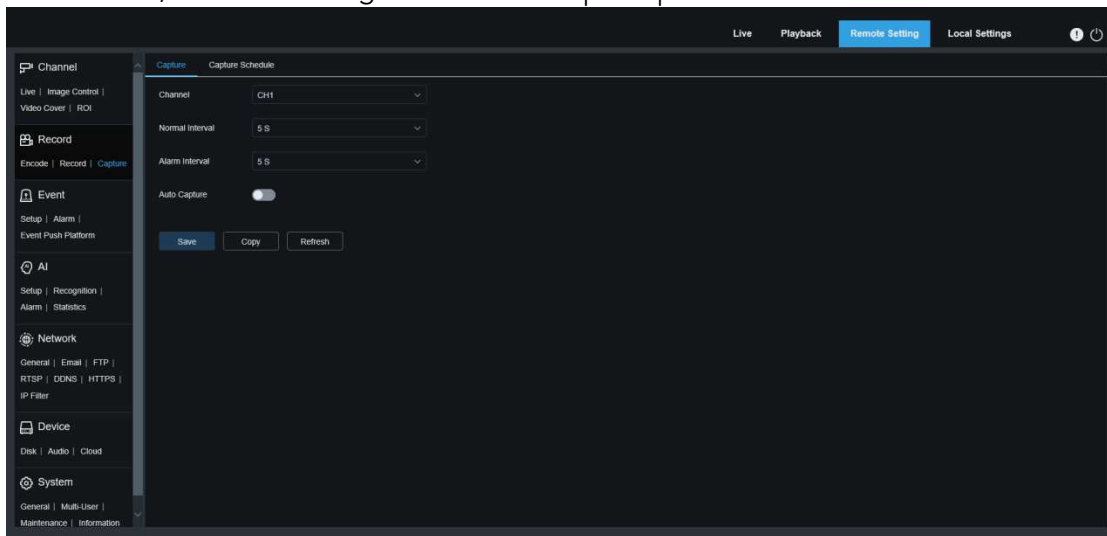 Live Playback Remote Setting Local Settings
Channel
Live | Image Control |
Video Cover | ROI
Record
Encode | Record | Capture
Event
Setup | Alarm |
Event Push Platform
AI
Setup | Recognition |
Alarm | Statistics
Network
General | Email | FTP |
RTSP | DDNS | HTTPS |
IP Filter
Device
Disk | Audio | Cloud
System
General | Multi-User |
Maintenance | Information
Capture Capture Schedule
Channel CH1
Normal Interval 5 S
Alarm Interval 5 S
Auto Capture
Save Copy Refresh